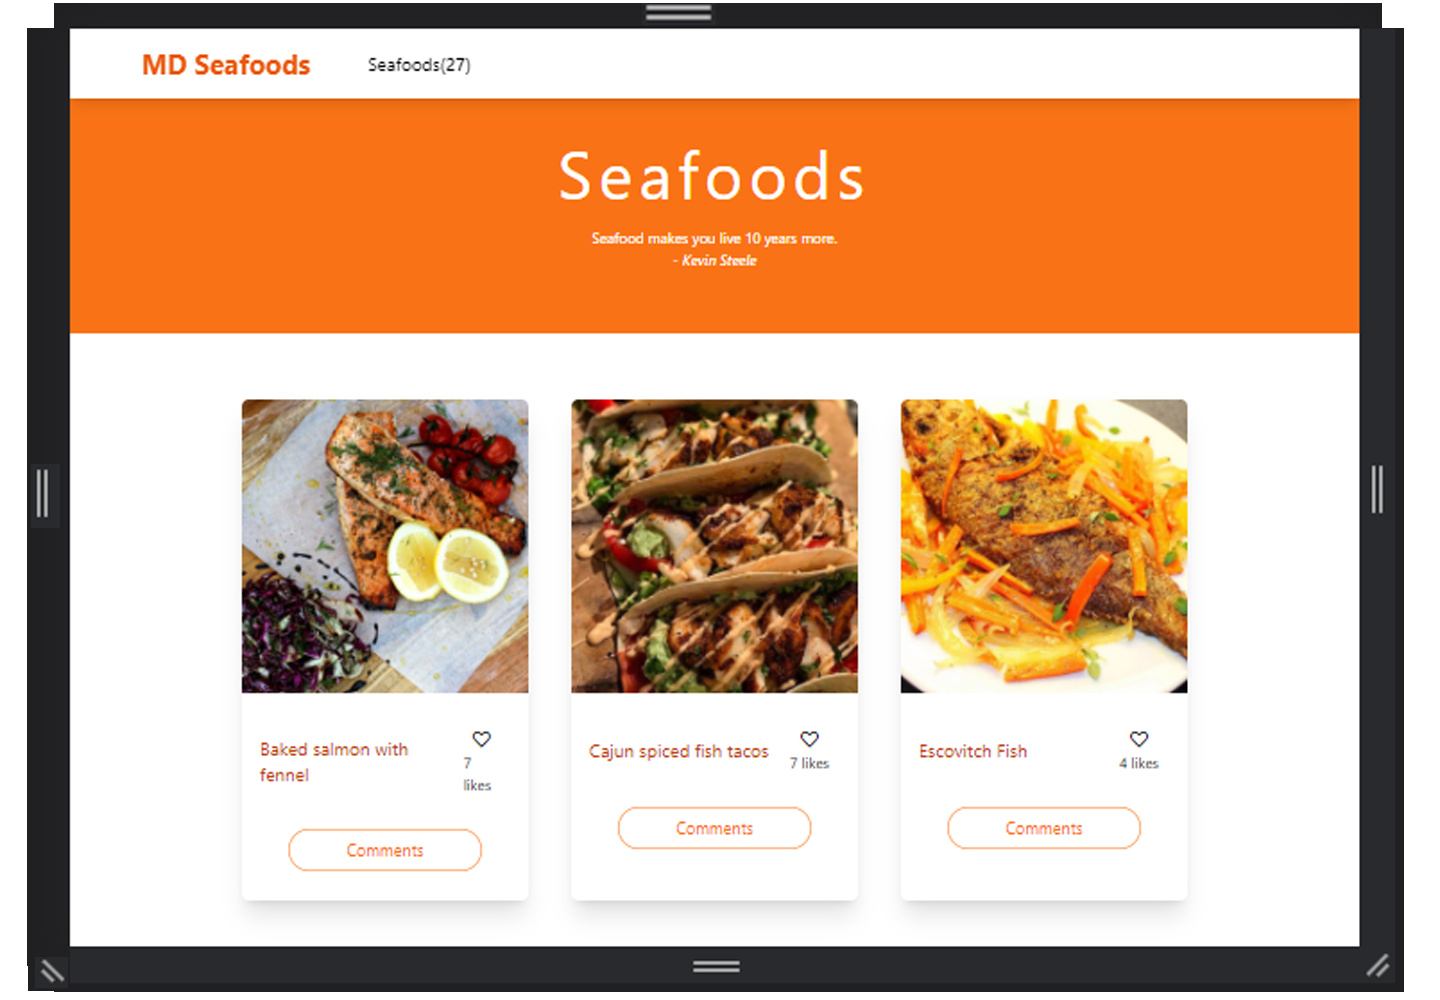 MD Seafoods
Seafoods(27)
Seafoods
Seafood makes you live 10 years more.
- Kevin Steele
Baked salmon with
fennel
7
likes
Comments
Cajun spiced fish tacos
7 likes
Comments
Escovitch Fish
4 likes
Comments